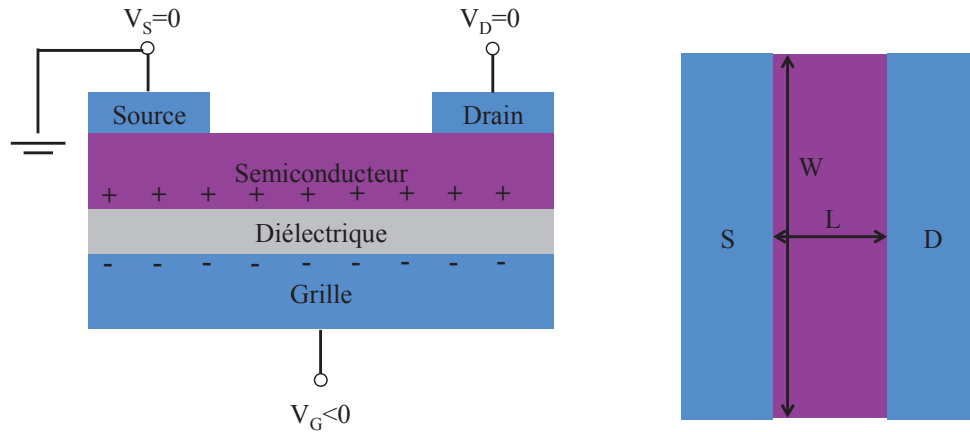 V_S=0
V_D=0
Source
Drain
Semiconducteur
+ + + + + + + + +
Diélectrique
- - - - - - - - -
Grille
V_G<0
W
L
S
D